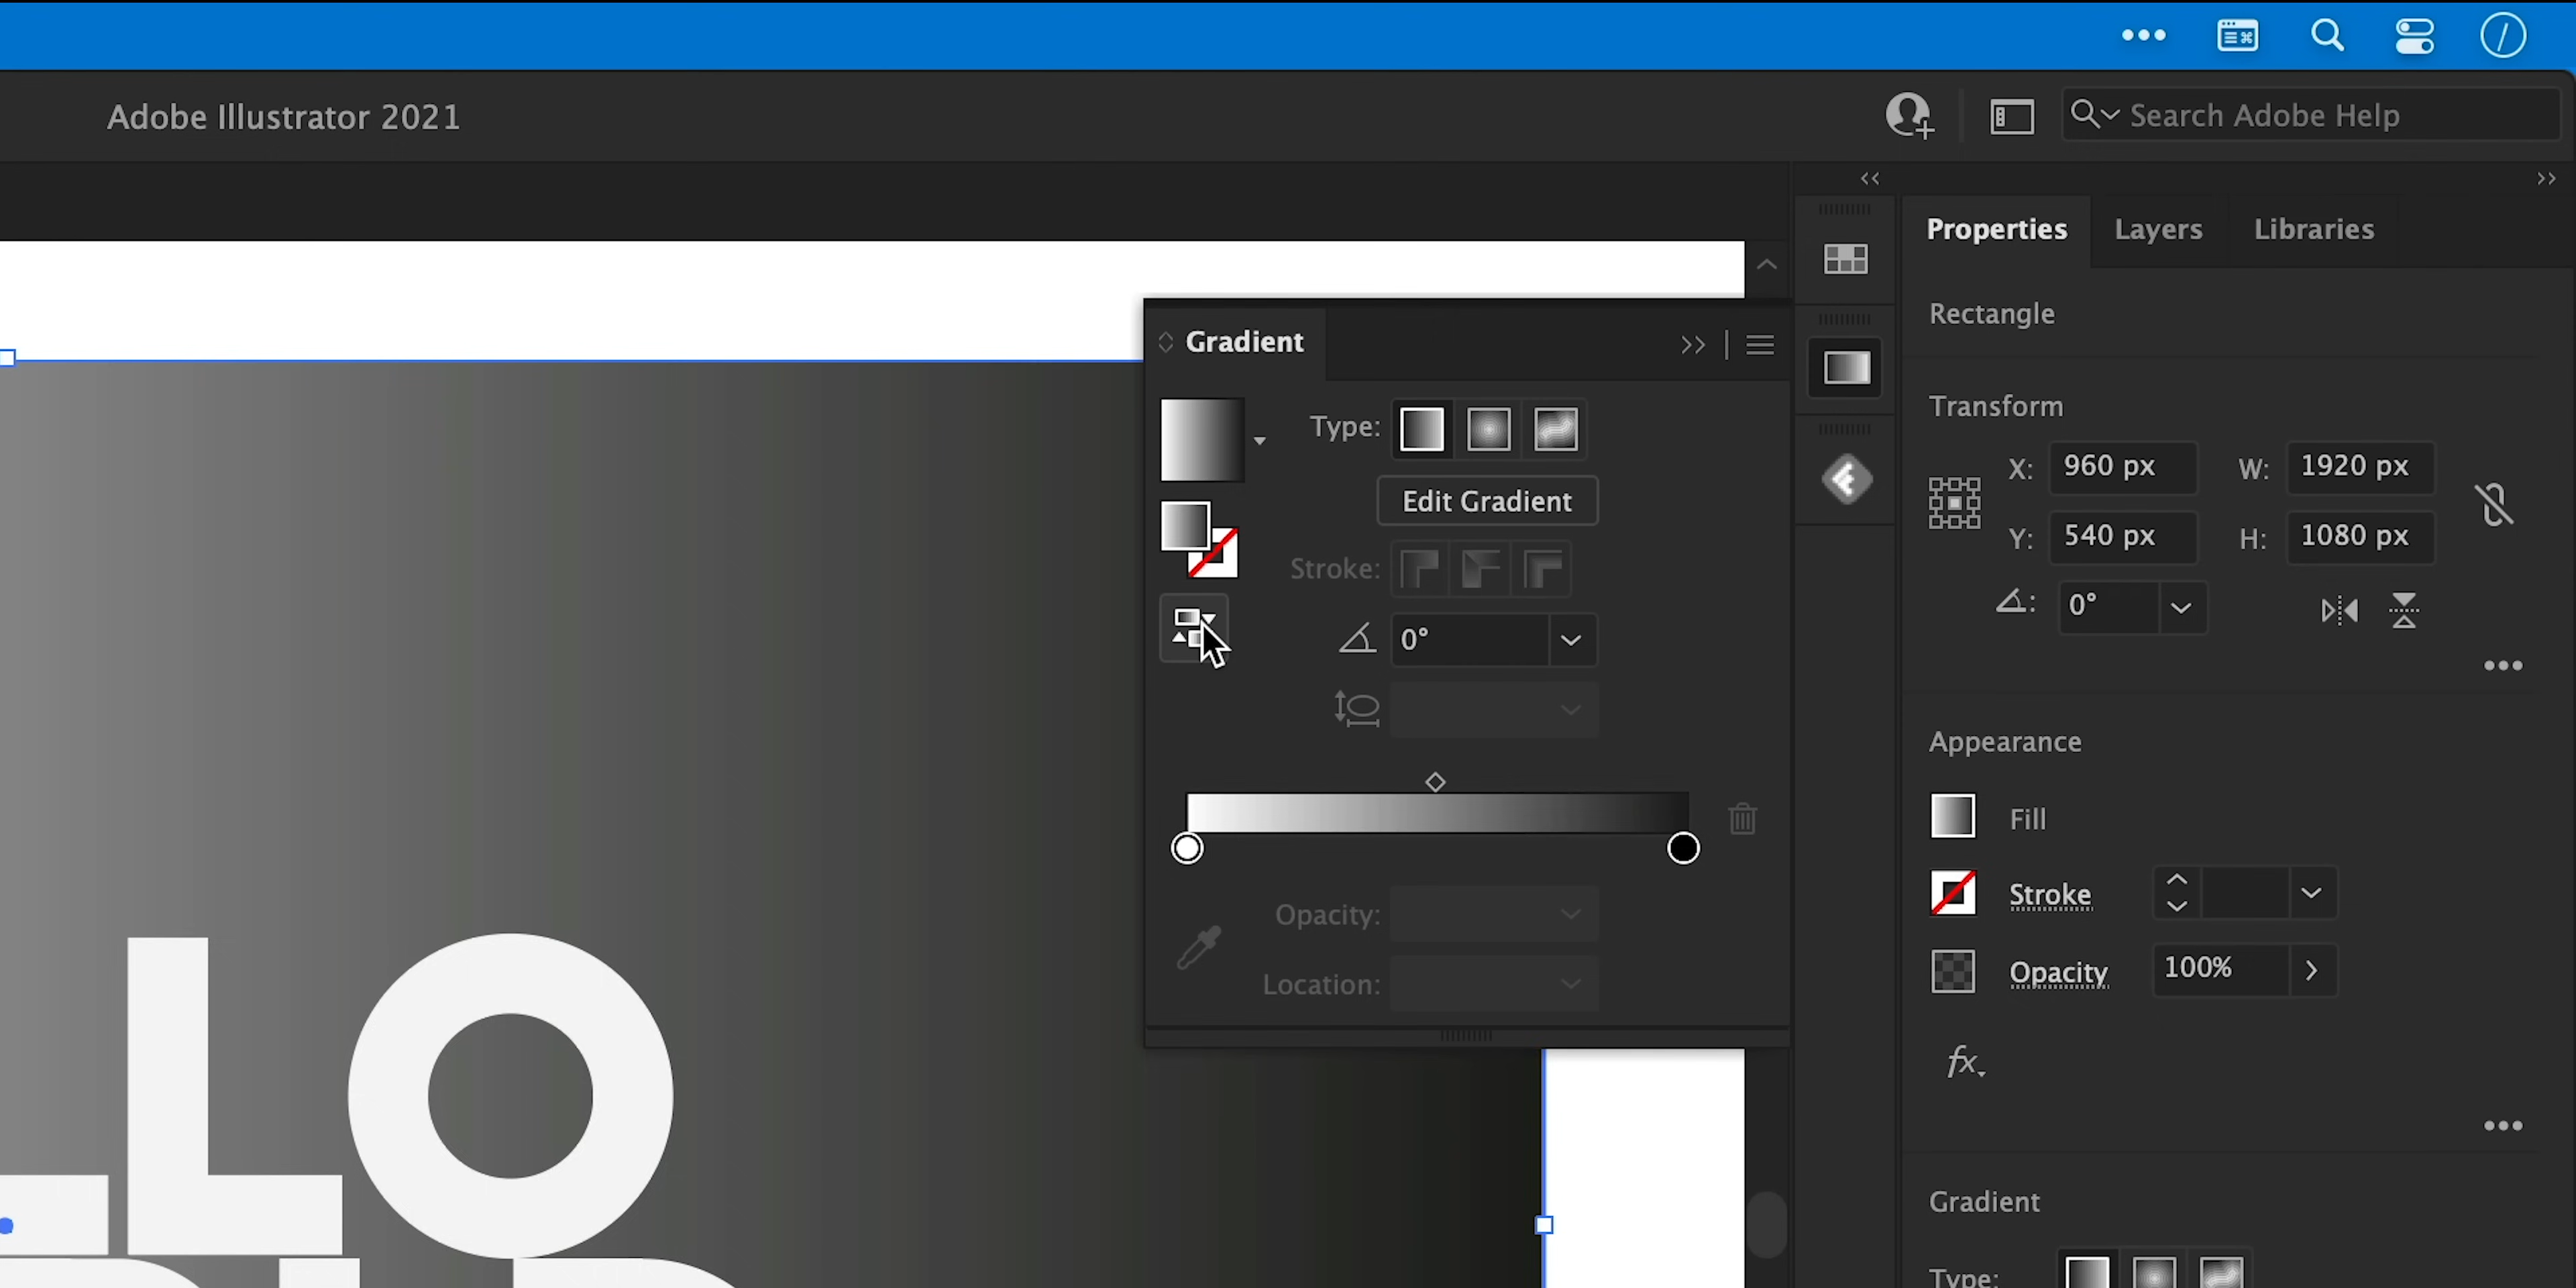 Adobe Illustrator 2021
Search Adobe Help
Properties
Layers
Libraries
Rectangle
Transform
X: 960 px
W: 1920 px
Y: 540 px
H: 1080 px
0°
Appearance
Fill
Stroke
Opacity
100%
fx
Gradient
Type:
Gradient
Type:
Edit Gradient
Stroke:
0°
Opacity:
Location:
LO